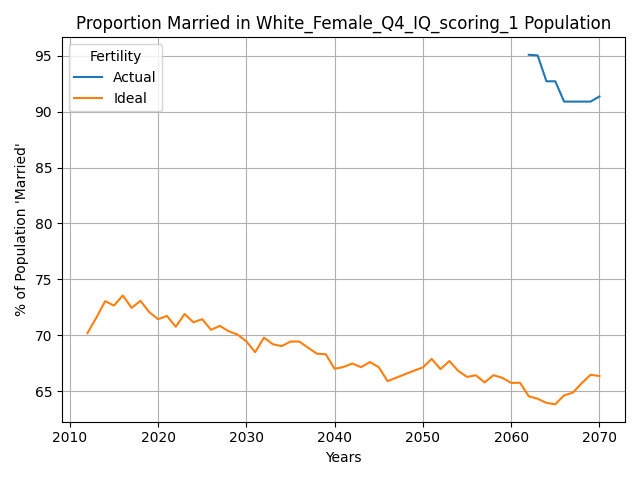 Proportion Married in White_Female_Q4_IQ_scoring_1 Population
Fertility
Actual
Ideal
% of Population 'Married'
95
90
85
80
75
70
65
2010
2020
2030
2040
2050
2060
2070
Years